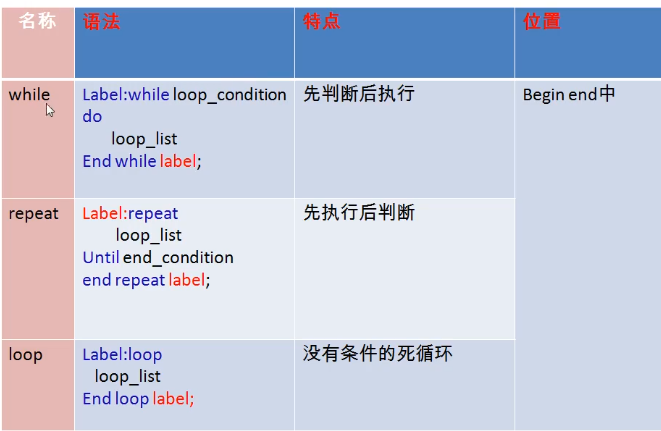 名称 语法 特点 位置
while Label:while loop_condition 先判断后执行 Begin end中
do
loop_list
End while label;
repeat Label:repeat 先执行后判断
loop_list
Until end_condition
end repeat label;
loop Label:loop 没有条件的死循环
loop_list
End loop label;